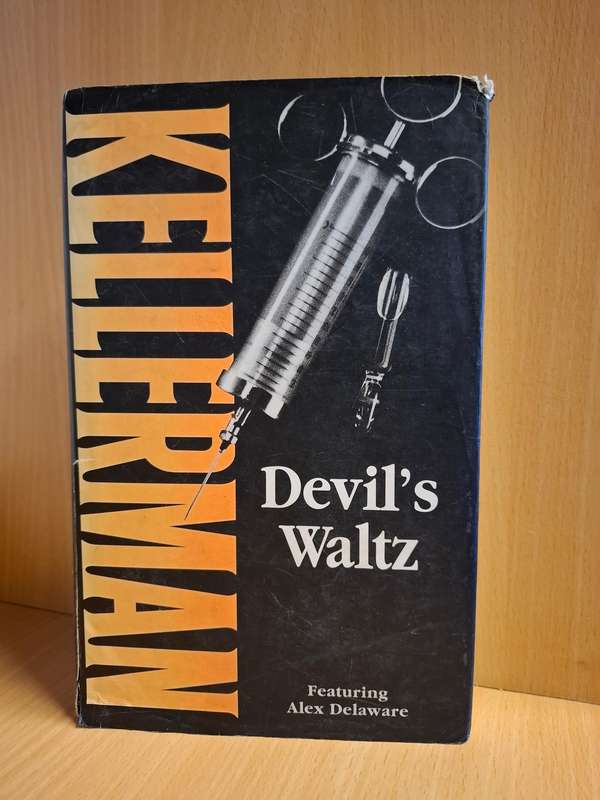 KELLERMAN
Devil's
Waltz
Featuring
Alex Delaware